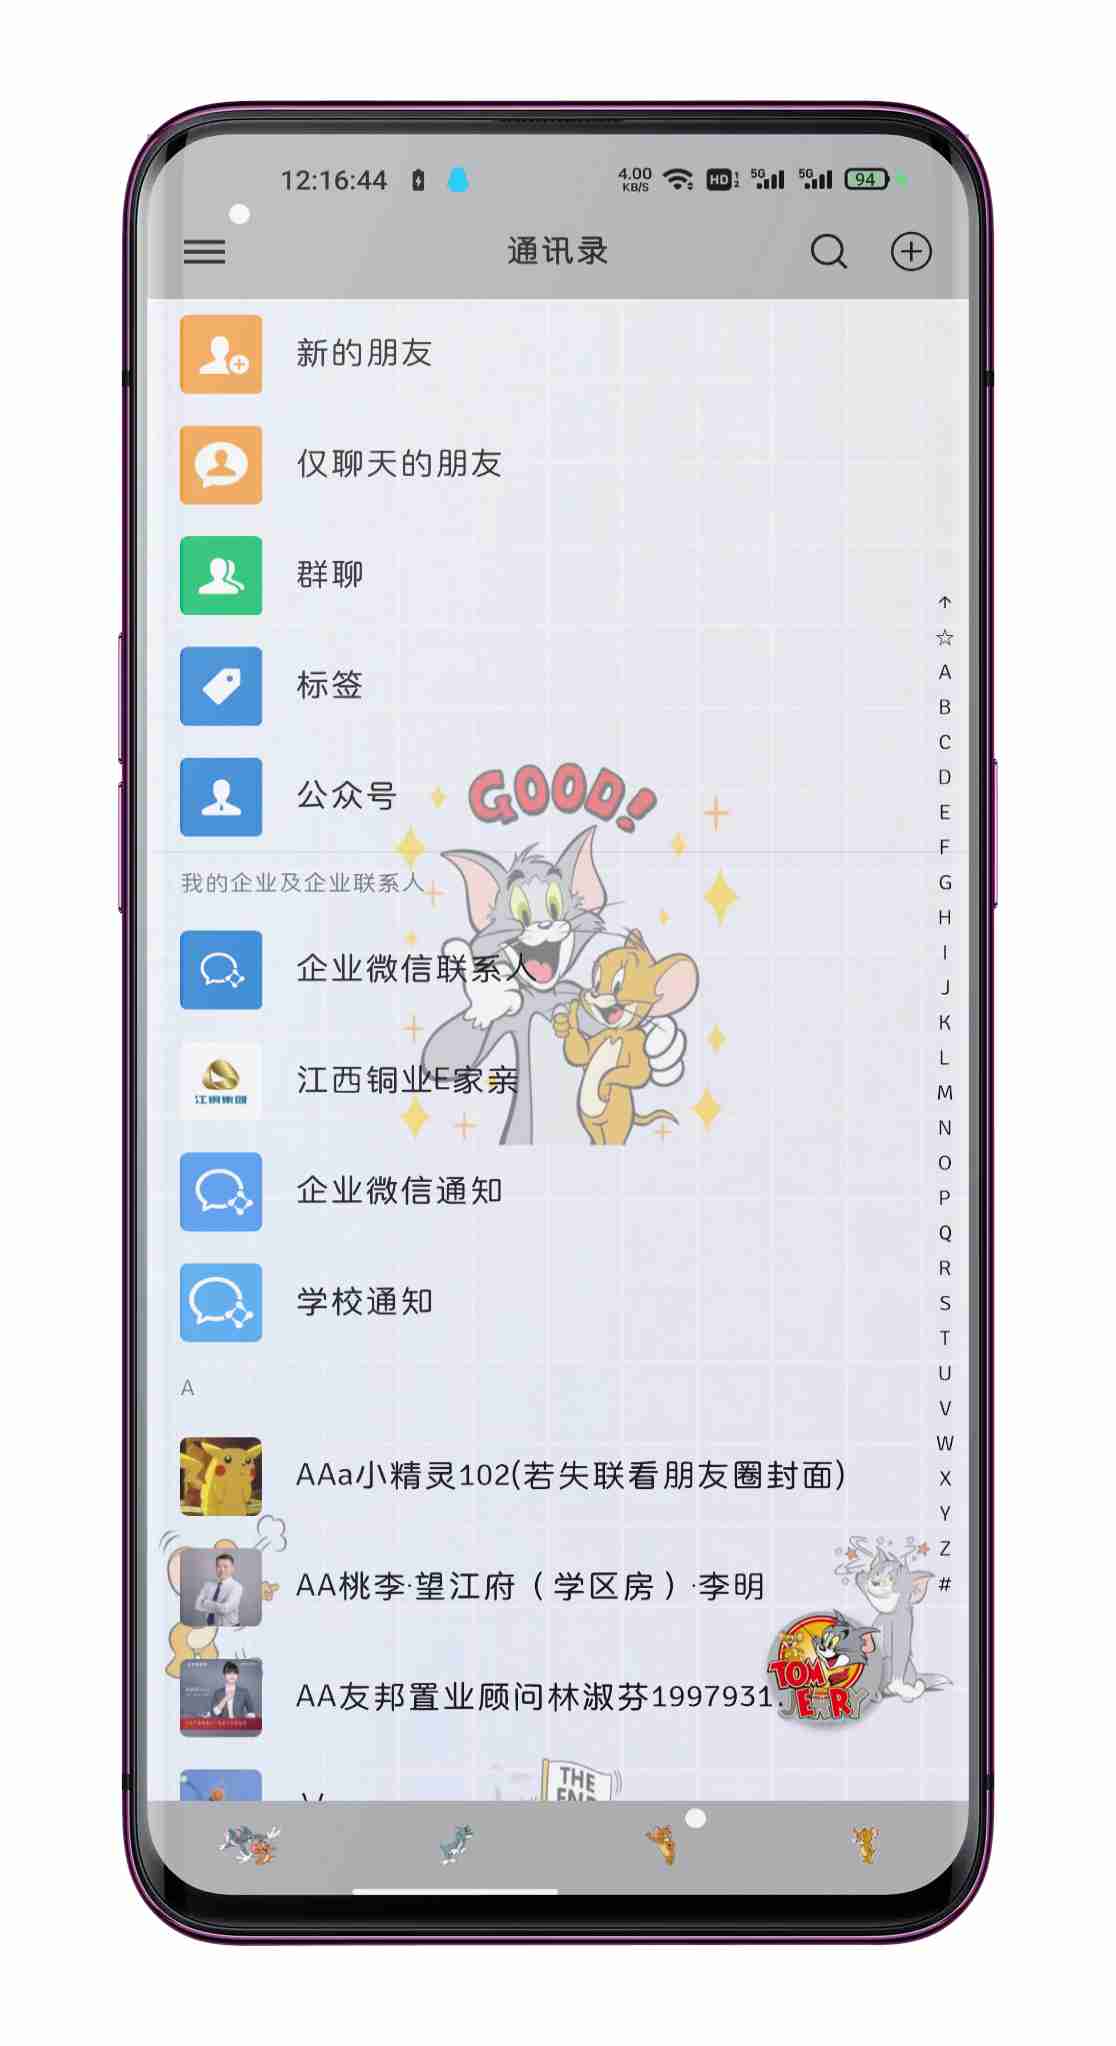 12:16:44 4.00 KB/S HD 1 2 5G 5G 94
通讯录
新的朋友
仅聊天的朋友
群聊
标签
公众号
GOOD!
我的企业及企业联系人
企业微信联系人
江铜集团
江西铜业E家亲
企业微信通知
学校通知
A
AAa小精灵102(若失联看朋友圈封面)
AA桃李·望江府（学区房）·李明
AA友邦置业顾问林淑芬1997931.
TOM
JERRY
THE
END
↑
☆
A
B
C
D
E
F
G
H
I
J
K
L
M
N
O
P
Q
R
S
T
U
V
W
X
Y
Z
#